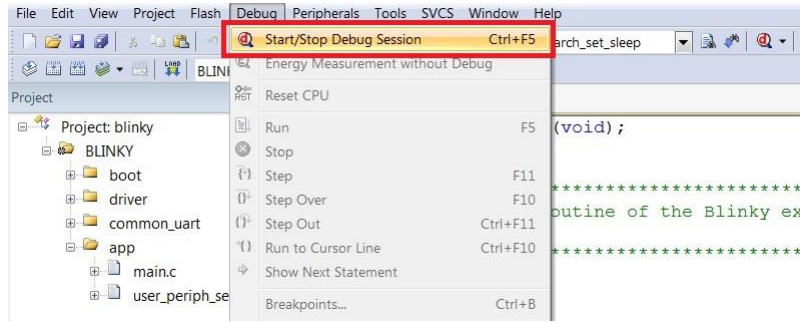 File Edit View Project Flash Debug Peripherals Tools SVCS Window Help
Start/Stop Debug Session Ctrl+F5
arch_set_sleep
LOAD
BLIN
Energy Measurement without Debug
Project
RST Reset CPU
Project: blinky
Run F5
(void);
BLINKY
Stop
boot
Step F11
driver
Step Over F10
************************
common_uart
Step Out Ctrl+F11
outine of the Blinky ex
app
Run to Cursor Line Ctrl+F10
************************
main.c
Show Next Statement
user_periph_se
Breakpoints... Ctrl+B